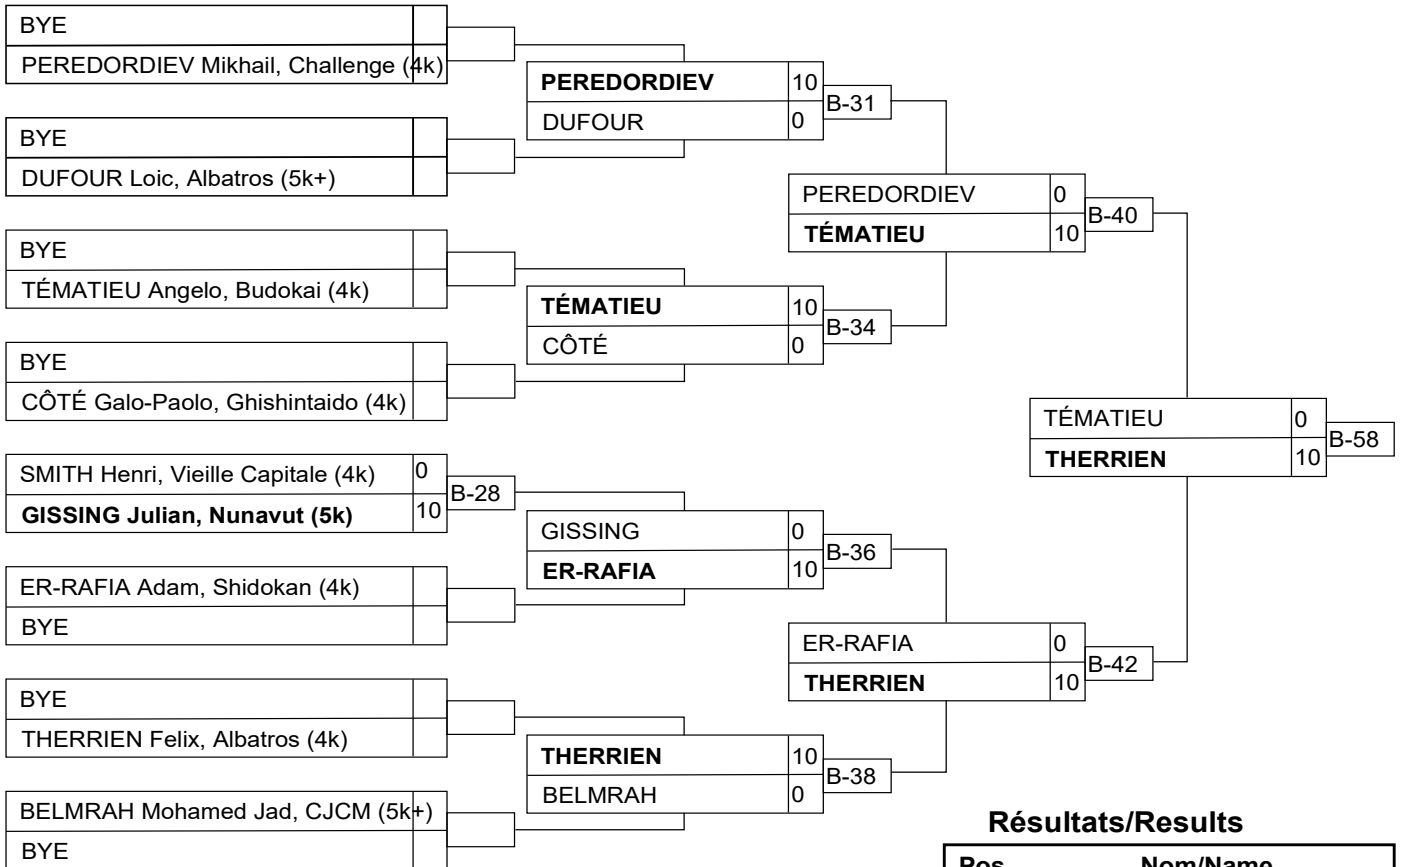 BYE
PEREDORDIEV Mikhail, Challenge (4k)
BYE
DUFOUR Loic, Albatros (5k+)
BYE
TÉMATIEU Angelo, Budokai (4k)
BYE
CÔTÉ Galo-Paolo, Ghishintaido (4k)
SMITH Henri, Vieille Capitale (4k) 0
GISSING Julian, Nunavut (5k) 10
B-28
ER-RAFIA Adam, Shidokan (4k)
BYE
BYE
THERRIEN Felix, Albatros (4k)
BELMRAH Mohamed Jad, CJCM (5k+)
BYE
PEREDORDIEV 10
DUFOUR 0
B-31
TÉMATIEU 10
CÔTÉ 0
B-34
GISSING 0
ER-RAFIA 10
B-36
THERRIEN 10
BELMRAH 0
B-38
PEREDORDIEV 0
TÉMATIEU 10
B-40
ER-RAFIA 0
THERRIEN 10
B-42
TÉMATIEU 0
THERRIEN 10
B-58
Résultats/Results
Pos Nom/Name